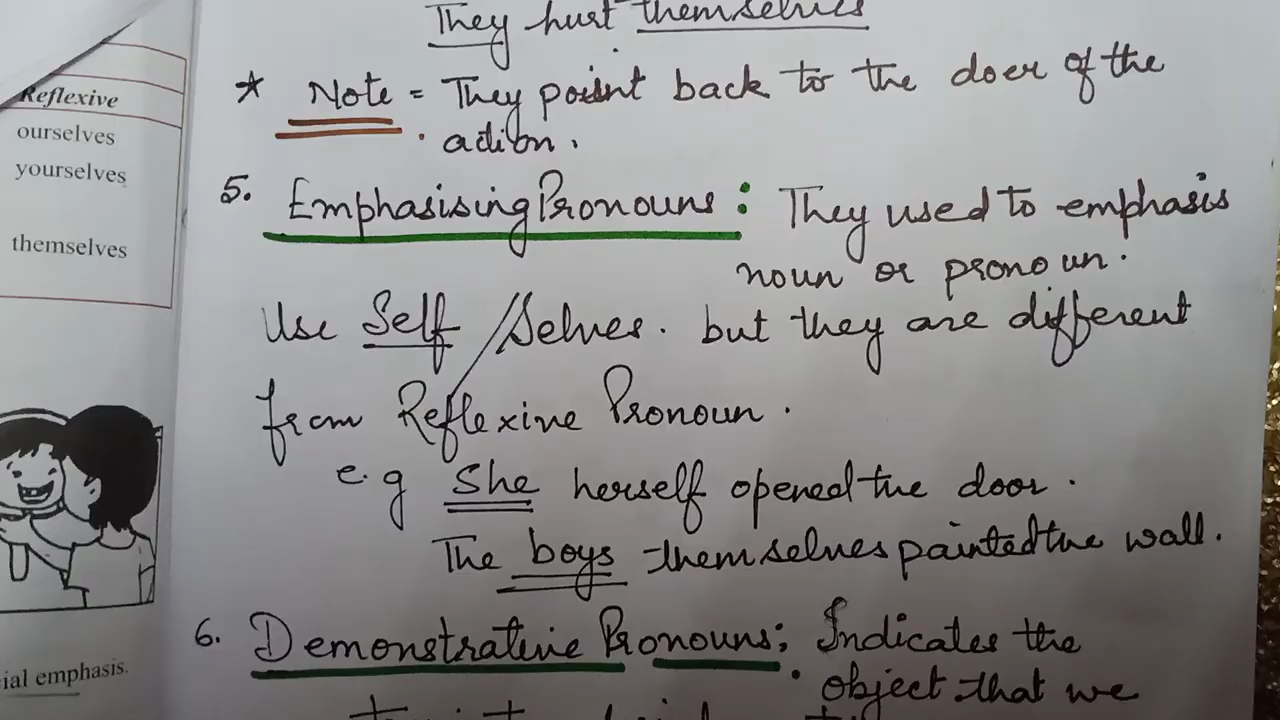 They hurt themselves
Reflexive
ourselves
yourselves
themselves
ial emphasis.
* Note = They point back to the doer of the
action.
5. Emphasising Pronouns : They used to emphasis
noun or pronoun.
Use Self /Selves. but they are different
from Reflexive Pronoun.
e.g She herself opened the door.
The boys themselves painted the wall.
6. Demonstrative Pronouns: Indicates the
object that we